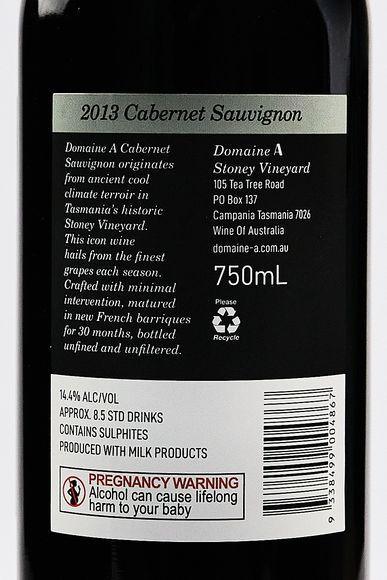 2013 Cabernet Sauvignon
Domaine A Cabernet
Sauvignon originates
from ancient cool
climate terroir in
Tasmania's historic
Stoney Vineyard.
This icon wine
hails from the finest
grapes each season.
Crafted with minimal
intervention, matured
in new French barriques
for 30 months, bottled
unfined and unfiltered.
Domaine A
Stoney Vineyard
105 Tea Tree Road
PO Box 137
Campania Tasmania 7026
Wine Of Australia
domaine-a.com.au
750mL
Please
Recycle
14.4% ALC/VOL
APPROX. 8.5 STD DRINKS
CONTAINS SULPHITES
PRODUCED WITH MILK PRODUCTS
PREGNANCY WARNING
Alcohol can cause lifelong
harm to your baby
9 338499 004867